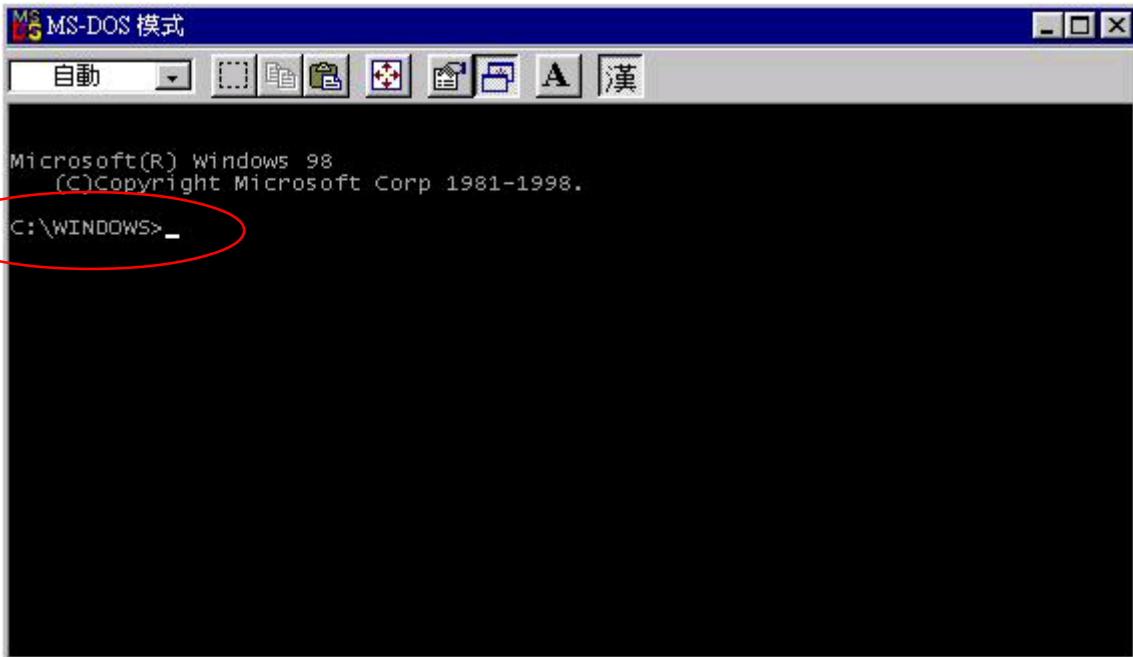 MS-DOS 模式
自動 A 漢
Microsoft(R) Windows 98
(C)Copyright Microsoft Corp 1981-1998.
C:\WINDOWS>_